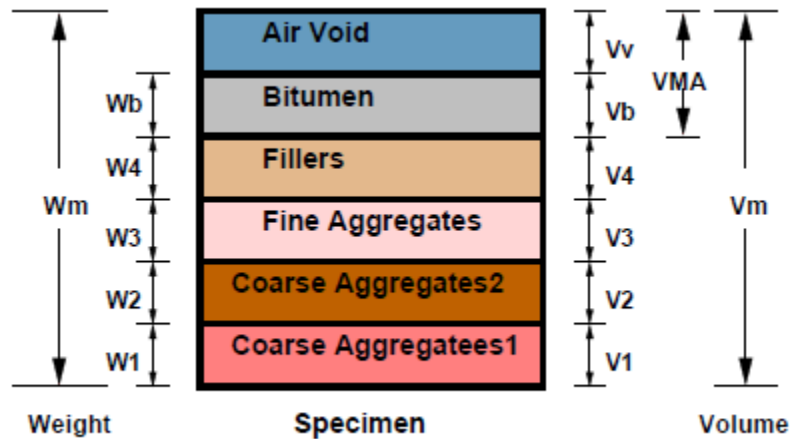 Air Void
Vv
VMA
Wb
Bitumen
Vb
W4
Fillers
V4
Wm
Vm
W3
Fine Aggregates
V3
W2
Coarse Aggregates2
V2
W1
Coarse Aggregatees1
V1
Weight
Specimen
Volume